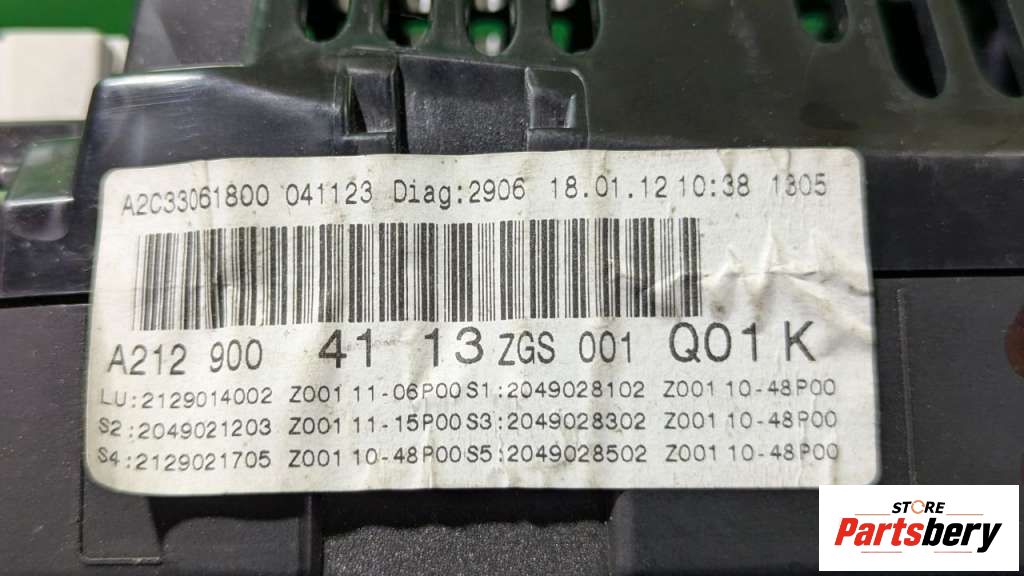 A2C33061800 041123 Diag:2906 18.01.12 10:38 1305
A212 900 41 13 ZGS 001 Q01 K
LU:2129014002 Z001 11-06P00 S1:2049028102 Z001 10-48P00
S2:2049021203 Z001 11-15P00 S3:2049028302 Z001 10-48P00
S4:2129021705 Z001 10-48P00 S5:2049028502 Z001 10-48P00
STORE
Partsbery